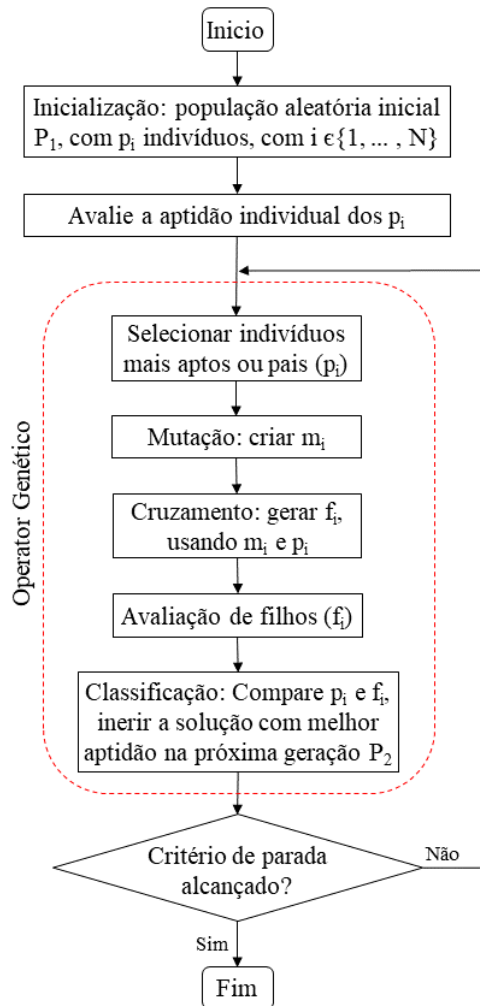 Inicio
Inicialização: população aleatória inicial
P₁, com pᵢ indivíduos, com i ϵ{1, ... , N}
Avalie a aptidão individual dos pᵢ
Operator Genético
Selecionar indivíduos
mais aptos ou pais (pᵢ)
Mutação: criar mᵢ
Cruzamento: gerar fᵢ,
usando mᵢ e pᵢ
Avaliação de filhos (fᵢ)
Classificação: Compare pᵢ e fᵢ,
inerir a solução com melhor
aptidão na próxima geração P₂
Critério de parada
alcançado?
Não
Sim
Fim